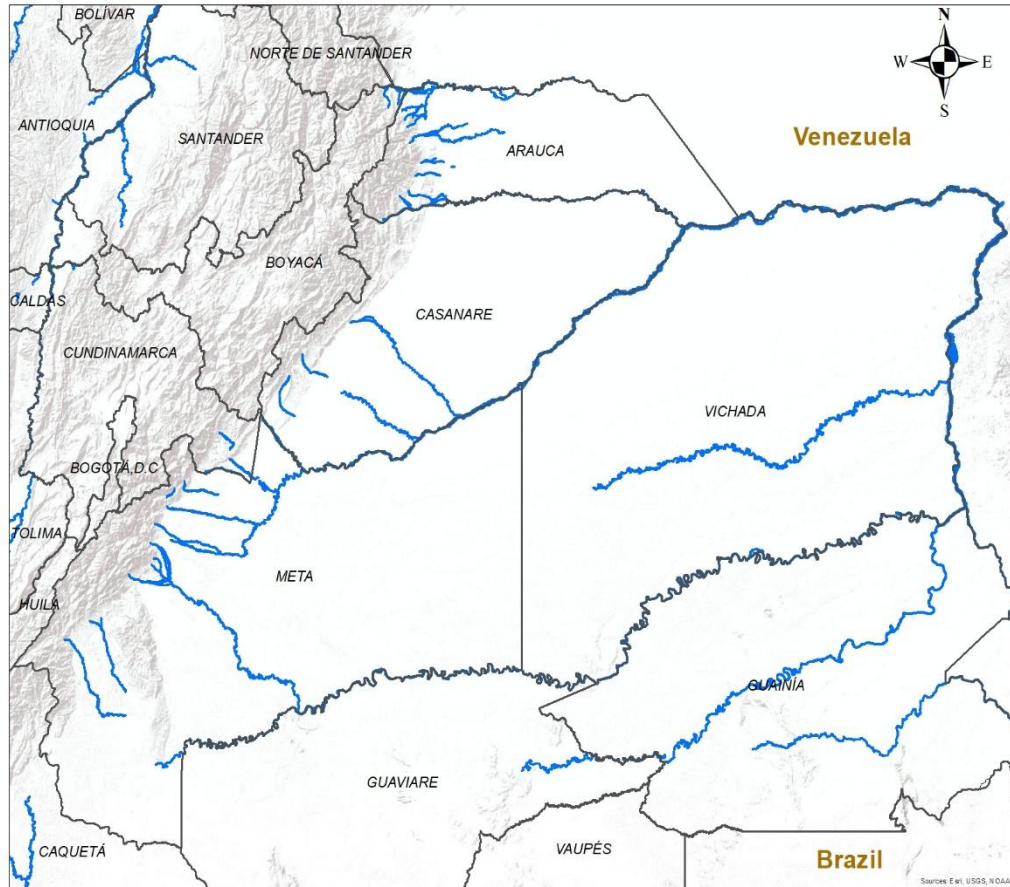 BOLÍVAR
NORTE DE SANTANDER
N
W
E
S
ANTIOQUIA
SANTANDER
ARAUCA
Venezuela
BOYACÁ
CALDAS
CASANARE
CUNDINAMARCA
VICHADA
BOGOTÁ,D.C
TOLIMA
META
HUILA
GUAINÍA
GUAVIARE
CAQUETÁ
VAUPÉS
Brazil
Sources: Esri, USGS, NOAA